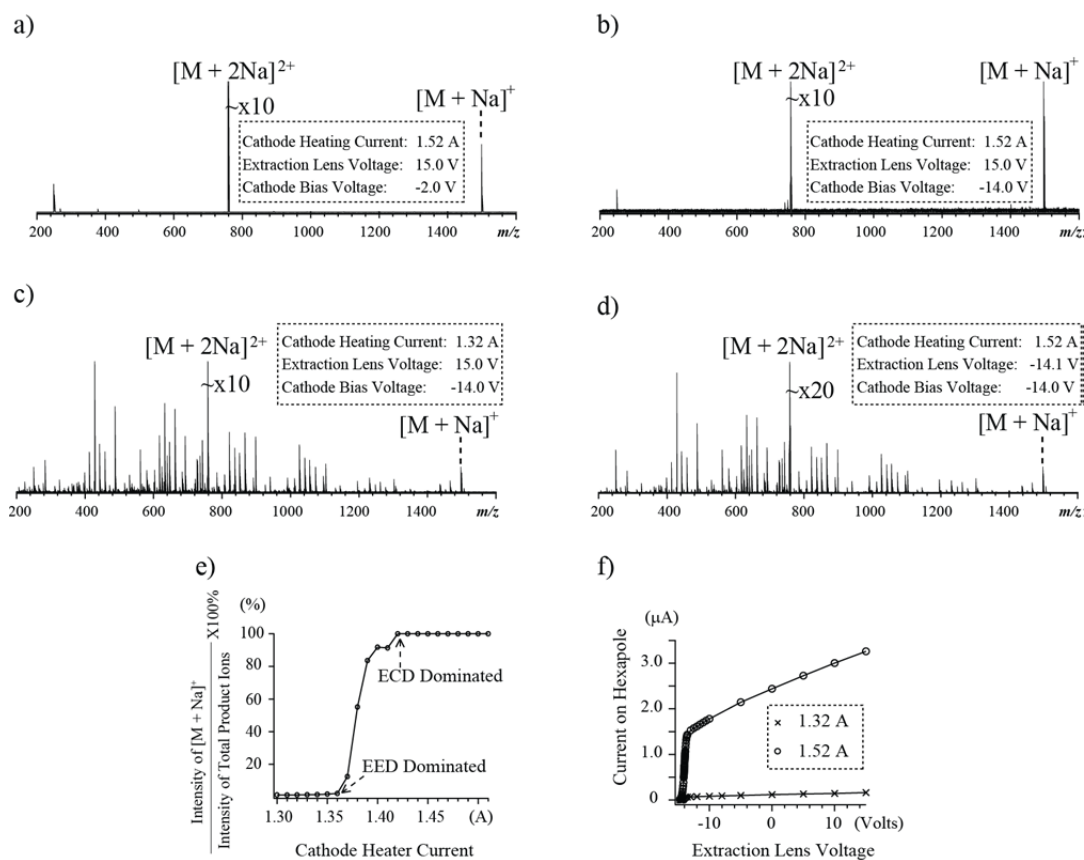 a)
[M + 2Na]²⁺
~x10
[M + Na]⁺
Cathode Heating Current: 1.52 A
Extraction Lens Voltage: 15.0 V
Cathode Bias Voltage: -2.0 V
200 400 600 800 1000 1200 1400 m/z
b)
[M + 2Na]²⁺
~x10
[M + Na]⁺
Cathode Heating Current: 1.52 A
Extraction Lens Voltage: 15.0 V
Cathode Bias Voltage: -14.0 V
200 400 600 800 1000 1200 1400 m/z
c)
[M + 2Na]²⁺
~x10
Cathode Heating Current: 1.32 A
Extraction Lens Voltage: 15.0 V
Cathode Bias Voltage: -14.0 V
[M + Na]⁺
200 400 600 800 1000 1200 1400 m/z
d)
[M + 2Na]²⁺
~x20
Cathode Heating Current: 1.52 A
Extraction Lens Voltage: -14.1 V
Cathode Bias Voltage: -14.0 V
[M + Na]⁺
200 400 600 800 1000 1200 1400 m/z
e)
Intensity of [M + Na]⁺
Intensity of Total Product Ions
X100%
(%)
100
80
60
40
20
ECD Dominated
EED Dominated
1.30 1.35 1.40 1.45 (A)
Cathode Heater Current
f)
(μA)
Current on Hexapole
3.0
2.0
1.0
0
1.32 A
1.52 A
-10 0 10 (Volts)
Extraction Lens Voltage